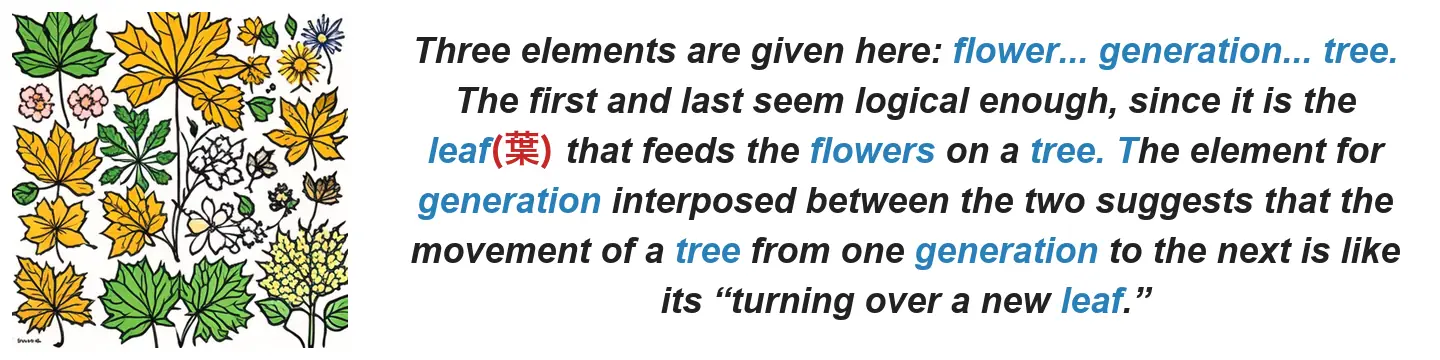 Three elements are given here: flower... generation... tree.
The first and last seem logical enough, since it is the
leaf(葉) that feeds the flowers on a tree. The element for
generation interposed between the two suggests that the
movement of a tree from one generation to the next is like
its “turning over a new leaf.”